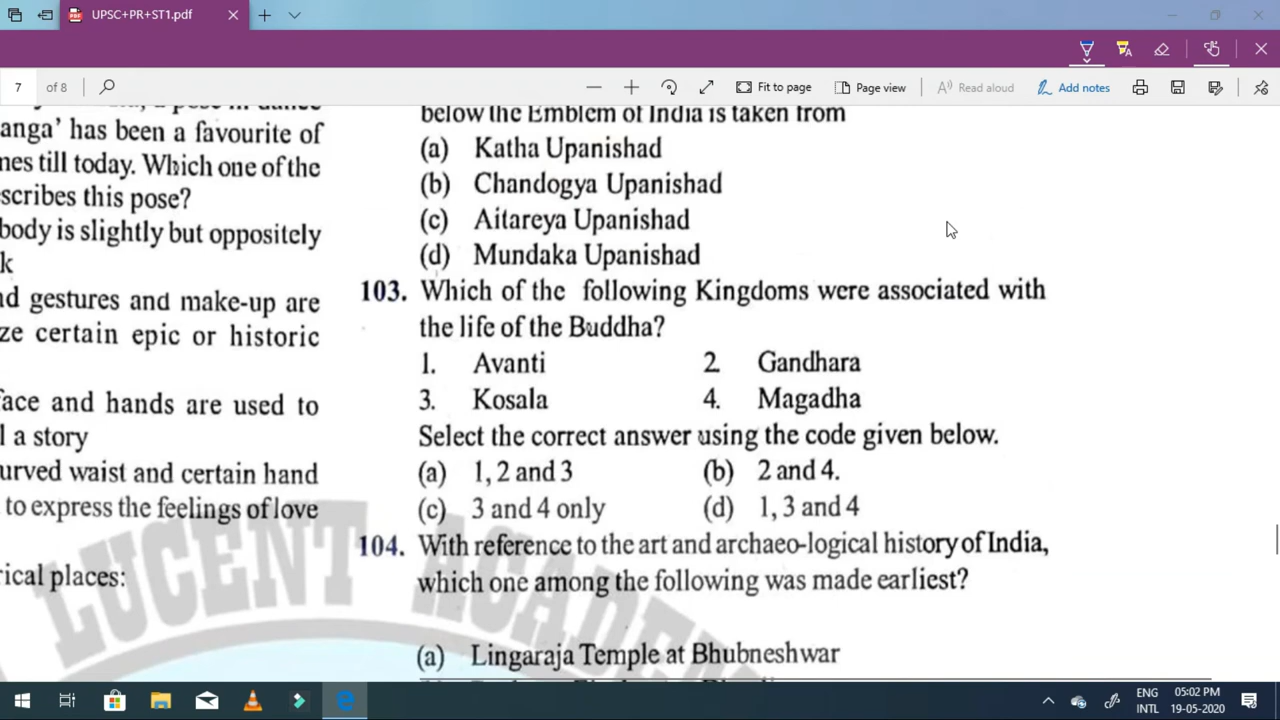 UPSC+PR+ST1.pdf
7 of 8
Fit to page
Page view
Read aloud
Add notes
anga' has been a favourite of
nes till today. Which one of the
scribes this pose?
body is slightly but oppositely
k
d gestures and make-up are
ze certain epic or historic
face and hands are used to
l a story
urved waist and certain hand
to express the feelings of love
rical places:
below the Emblem of India is taken from
(a) Katha Upanishad
(b) Chandogya Upanishad
(c) Aitareya Upanishad
(d) Mundaka Upanishad
103. Which of the following Kingdoms were associated with
the life of the Buddha?
1. Avanti 2. Gandhara
3. Kosala 4. Magadha
Select the correct answer using the code given below.
(a) 1, 2 and 3 (b) 2 and 4.
(c) 3 and 4 only (d) 1, 3 and 4
104. With reference to the art and archaeo-logical history of India,
which one among the following was made earliest?
(a) Lingaraja Temple at Bhubneshwar
LUCENT ACADEM
ENG
INTL
05:02 PM
19-05-2020